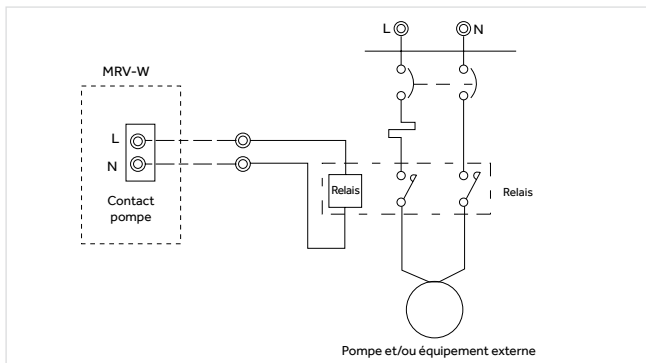 L N
MRV-W
L
N
Contact
pompe
Relais
Relais
Pompe et/ou équipement externe